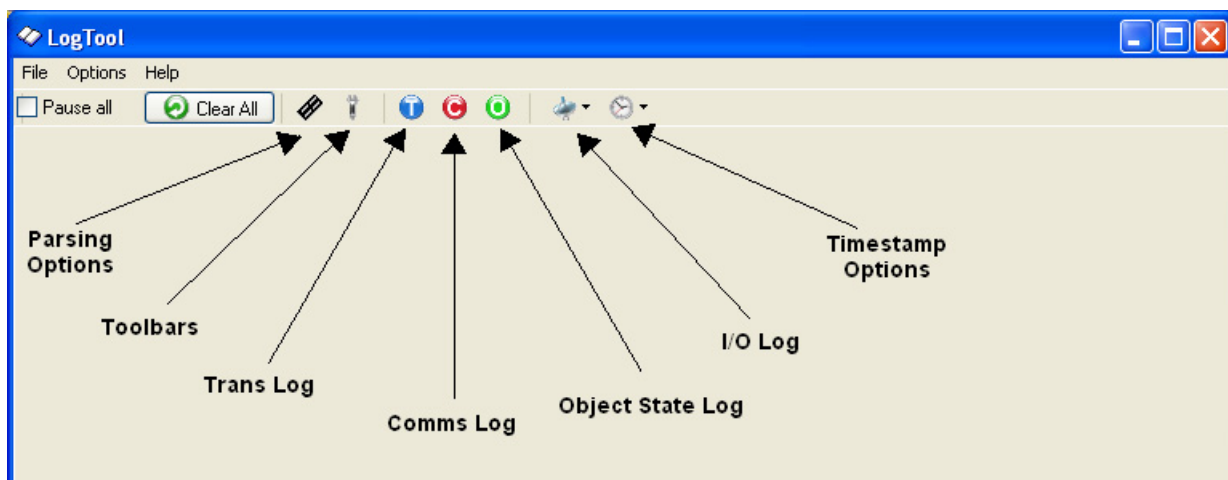 LogTool
File Options Help
Pause all Clear All T C O
Parsing
Options
Toolbars
Trans Log
Comms Log
Object State Log
I/O Log
Timestamp
Options